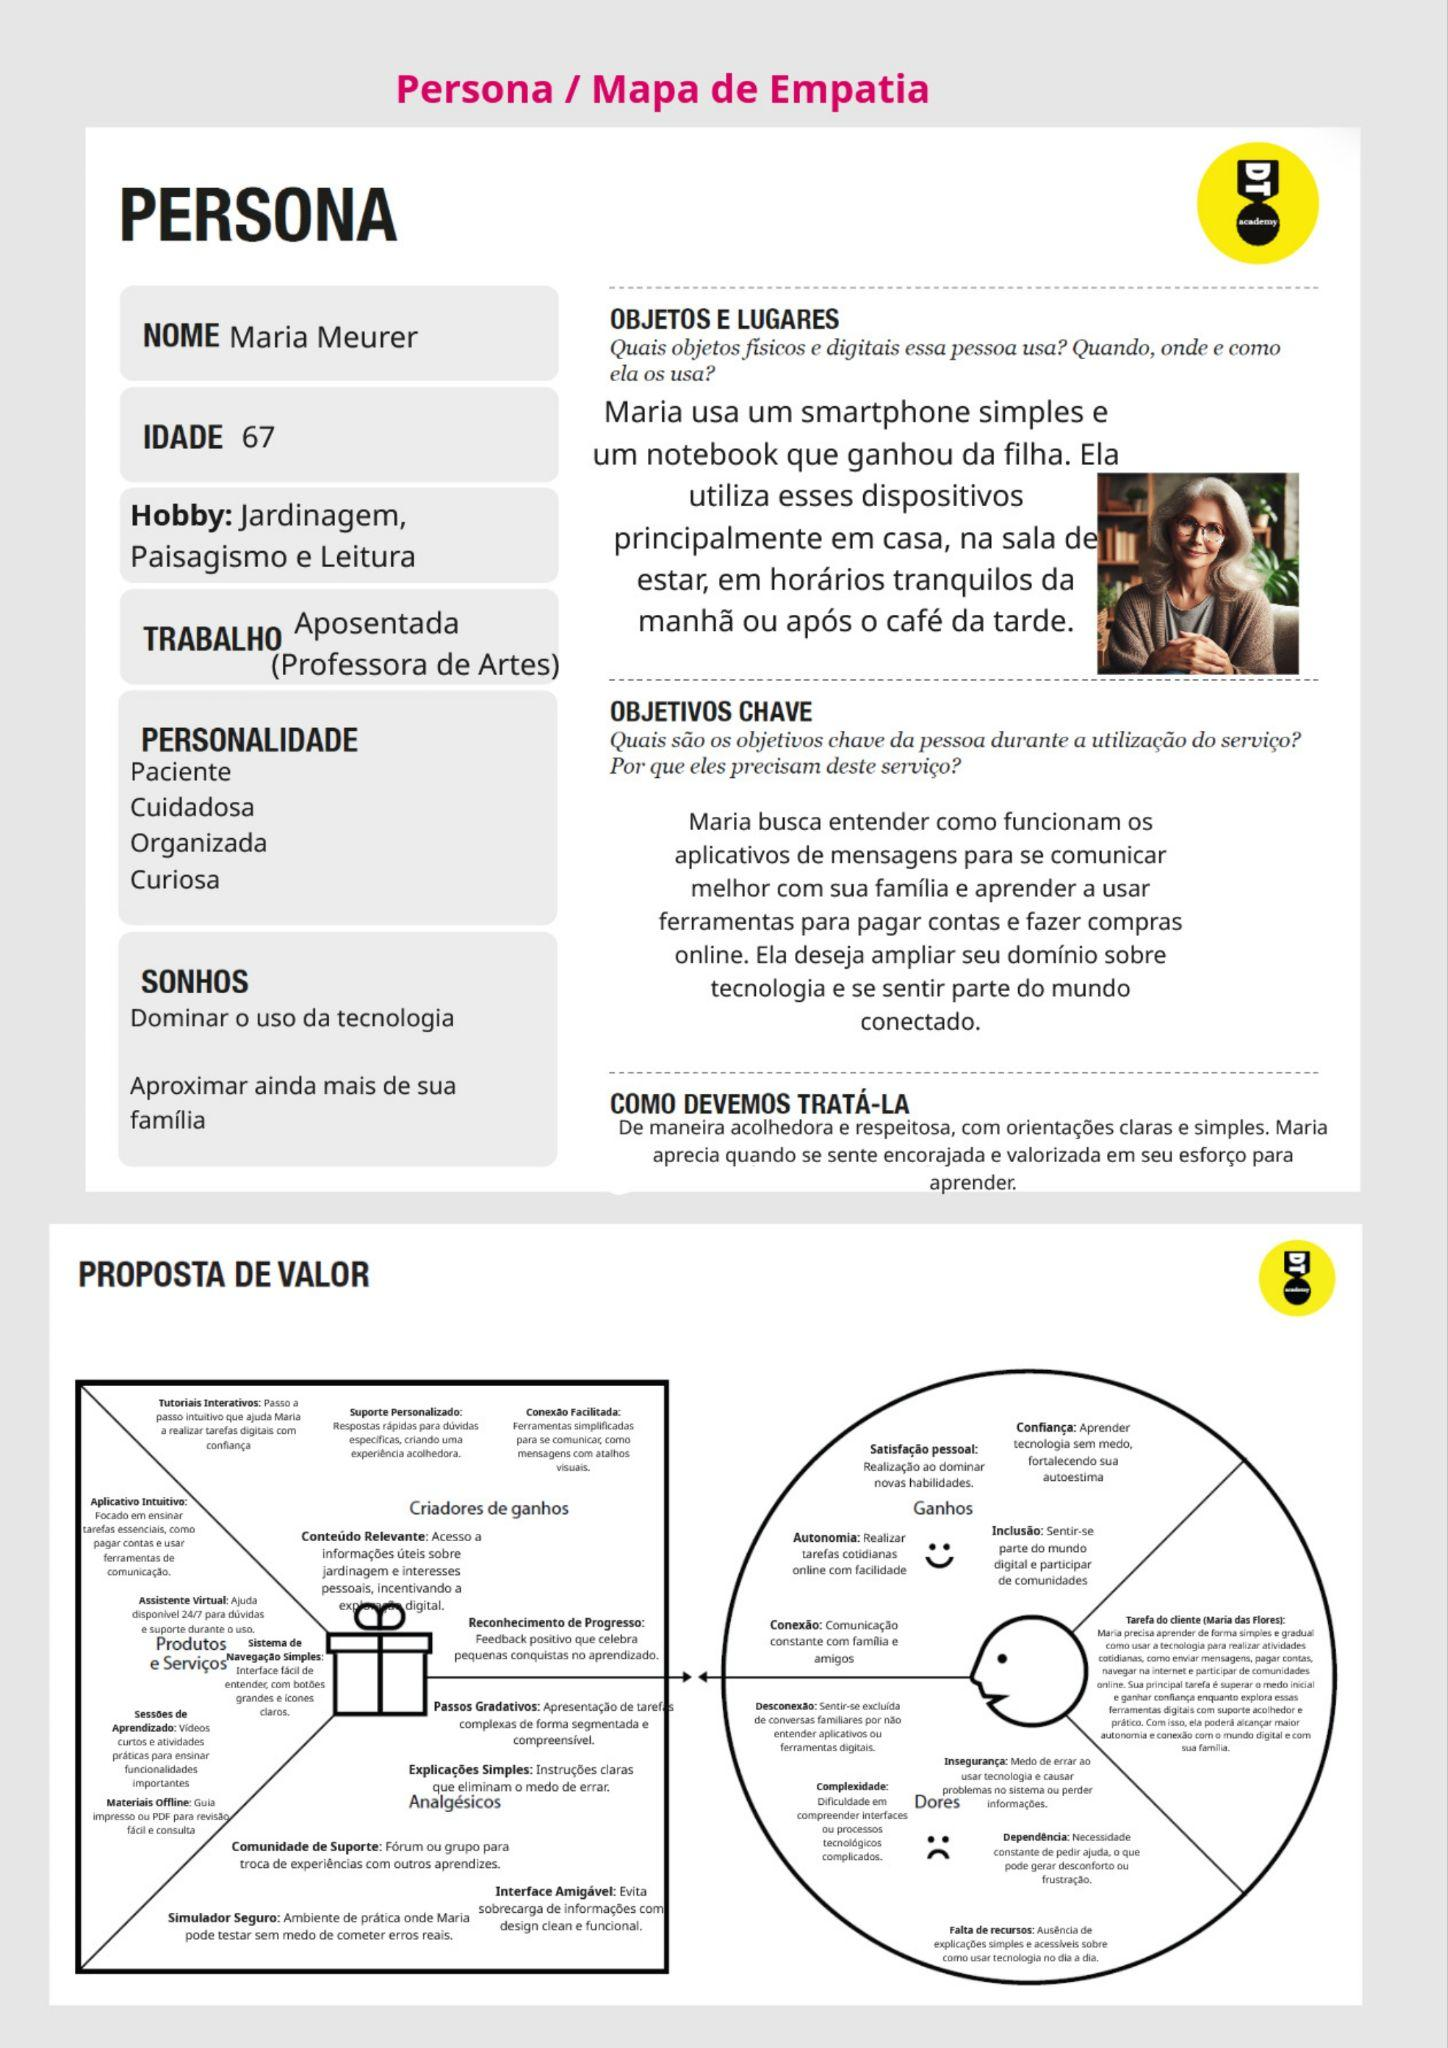 Persona / Mapa de Empatia
PERSONA
DT
academy
NOME Maria Meurer
IDADE 67
Hobby: Jardinagem,
Paisagismo e Leitura
TRABALHO Aposentada
(Professora de Artes)
PERSONALIDADE
Paciente
Cuidadosa
Organizada
Curiosa
SONHOS
Dominar o uso da tecnologia
Aproximar ainda mais de sua
família
OBJETOS E LUGARES
Quais objetos físicos e digitais essa pessoa usa? Quando, onde e como
ela os usa?
Maria usa um smartphone simples e
um notebook que ganhou da filha. Ela
utiliza esses dispositivos
principalmente em casa, na sala de
estar, em horários tranquilos da
manhã ou após o café da tarde.
OBJETIVOS CHAVE
Quais são os objetivos chave da pessoa durante a utilização do serviço?
Por que eles precisam deste serviço?
Maria busca entender como funcionam os
aplicativos de mensagens para se comunicar
melhor com sua família e aprender a usar
ferramentas para pagar contas e fazer compras
online. Ela deseja ampliar seu domínio sobre
tecnologia e se sentir parte do mundo
conectado.
COMO DEVEMOS TRATÁ-LA
De maneira acolhedora e respeitosa, com orientações claras e simples. Maria
aprecia quando se sente encorajada e valorizada em seu esforço para
aprender.
PROPOSTA DE VALOR
DT
academy
Tutoriais Interativos: Passo a
passo intuitivo que ajuda Maria
a realizar tarefas digitais com
confiança
Suporte Personalizado:
Respostas rápidas para dúvidas
específicas, criando uma
experiência acolhedora.
Conexão Facilitada:
Ferramentas simplificadas
para se comunicar, como
mensagens com atalhos
visuais.
Criadores de ganhos
Conteúdo Relevante: Acesso a
informações úteis sobre
jardinagem e interesses
pessoais, incentivando a
exploração digital.
Reconhecimento de Progresso:
Feedback positivo que celebra
pequenas conquistas no aprendizado.
Aplicativo Intuitivo:
Focado em ensinar
tarefas essenciais, como
pagar contas e usar
ferramentas de
comunicação.
Assistente Virtual: Ajuda
disponível 24/7 para dúvidas
e suporte durante o uso.
Produtos
e Serviços
Sistema de
Navegação Simples:
Interface fácil de
entender, com botões
grandes e ícones
claros.
Sessões de
Aprendizado: Vídeos
curtos e atividades
práticas para ensinar
funcionalidades
importantes
Materiais Offline: Guia
impresso ou PDF para revisão
fácil e consulta
Passos Gradativos: Apresentação de tarefas
complexas de forma segmentada e
compreensível.
Explicações Simples: Instruções claras
que eliminam o medo de errar.
Analgésicos
Comunidade de Suporte: Fórum ou grupo para
troca de experiências com outros aprendizes.
Interface Amigável: Evita
sobrecarga de informações com
design clean e funcional.
Simulador Seguro: Ambiente de prática onde Maria
pode testar sem medo de cometer erros reais.
Satisfação pessoal:
Realização ao dominar
novas habilidades.
Confiança: Aprender
tecnologia sem medo,
fortalecendo sua
autoestima
Ganhos
Autonomia: Realizar
tarefas cotidianas
online com facilidade
Inclusão: Sentir-se
parte do mundo
digital e participar
de comunidades
Conexão: Comunicação
constante com família e
amigos
Tarefa do cliente (Maria das Flores):
Maria precisa aprender de forma simples e gradual
como usar a tecnologia para realizar atividades
cotidianas, como enviar mensagens, pagar contas,
navegar na internet e participar de comunidades
online. Sua principal tarefa é superar o medo inicial
e ganhar confiança enquanto explora essas
ferramentas digitais com suporte acolhedor e
prático. Com isso, ela poderá alcançar maior
autonomia e conexão com o mundo digital e com
sua família.
Desconexão: Sentir-se excluída
de conversas familiares por não
entender aplicativos ou
ferramentas digitais.
Insegurança: Medo de errar ao
usar tecnologia e causar
problemas no sistema ou perder
informações.
Complexidade:
Dificuldade em
compreender interfaces
ou processos
tecnológicos
complicados.
Dores
Dependência: Necessidade
constante de pedir ajuda, o que
pode gerar desconforto ou
frustração.
Falta de recursos: Ausência de
explicações simples e acessíveis sobre
como usar tecnologia no dia a dia.